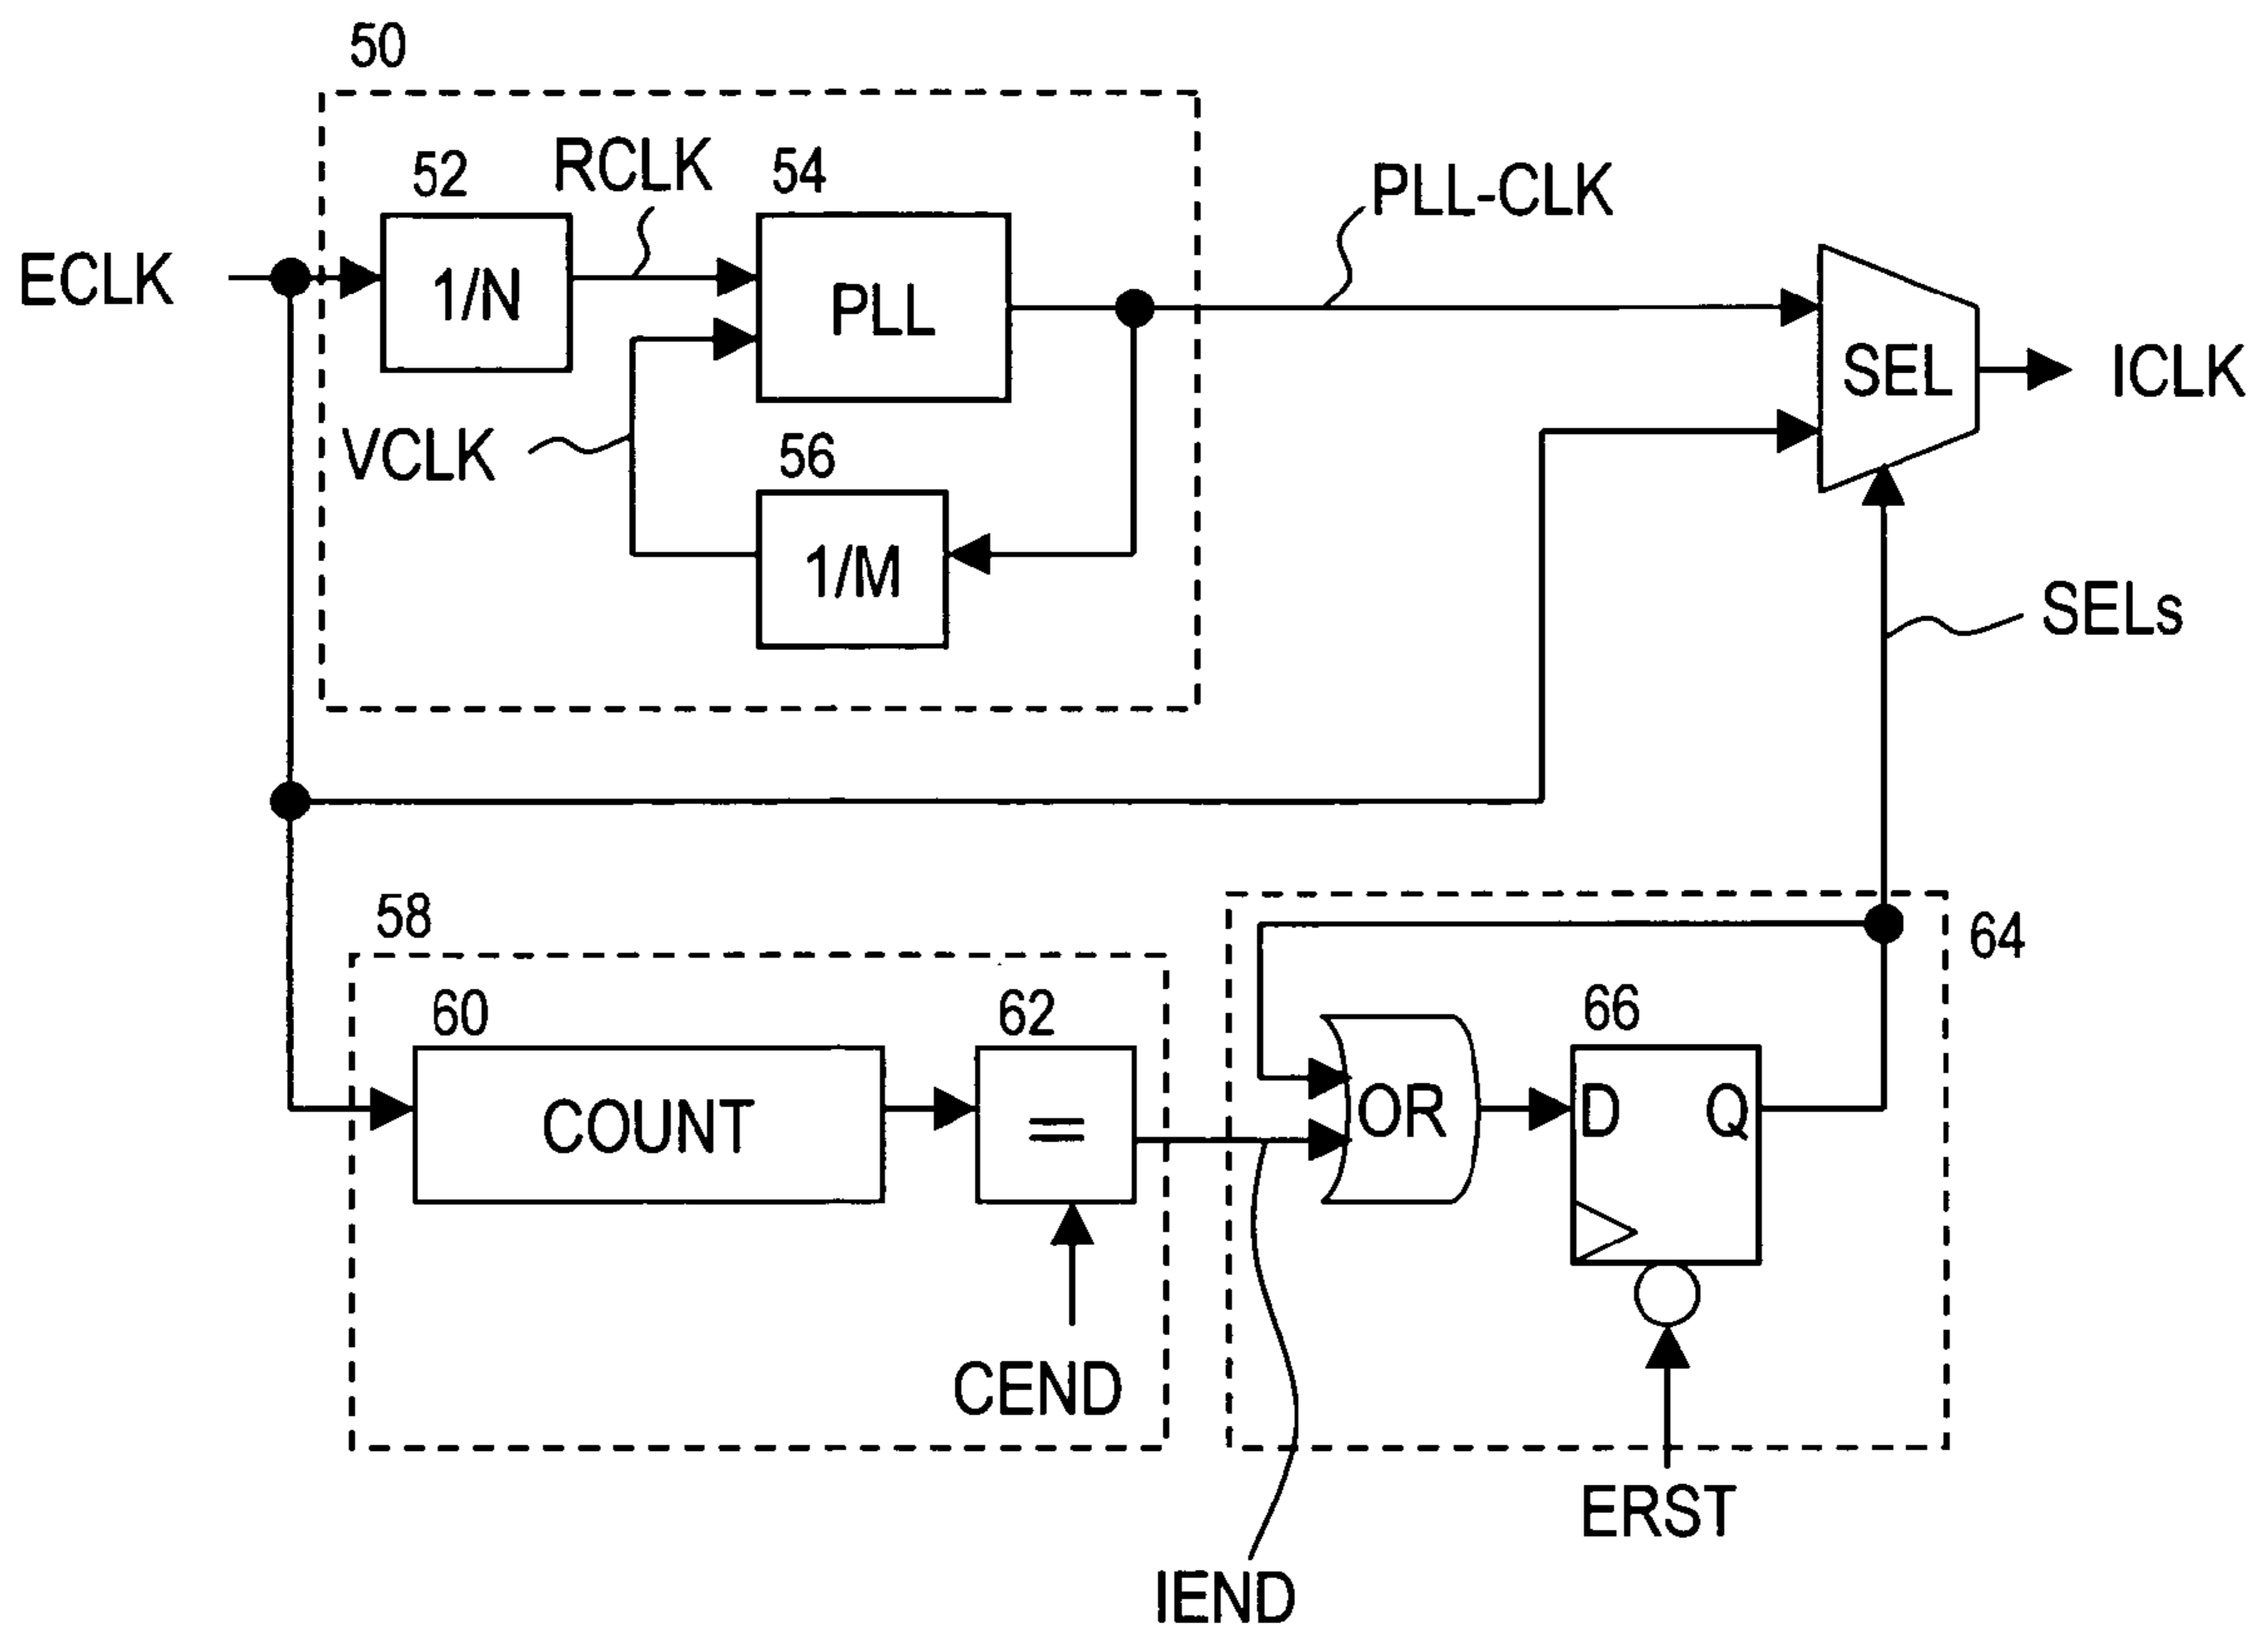 50
52
RCLK
54
PLL-CLK
ECLK
1/N
PLL
SEL
ICLK
VCLK
56
1/M
SELs
58
64
60
62
66
COUNT
=
OR
D
Q
CEND
ERST
IEND